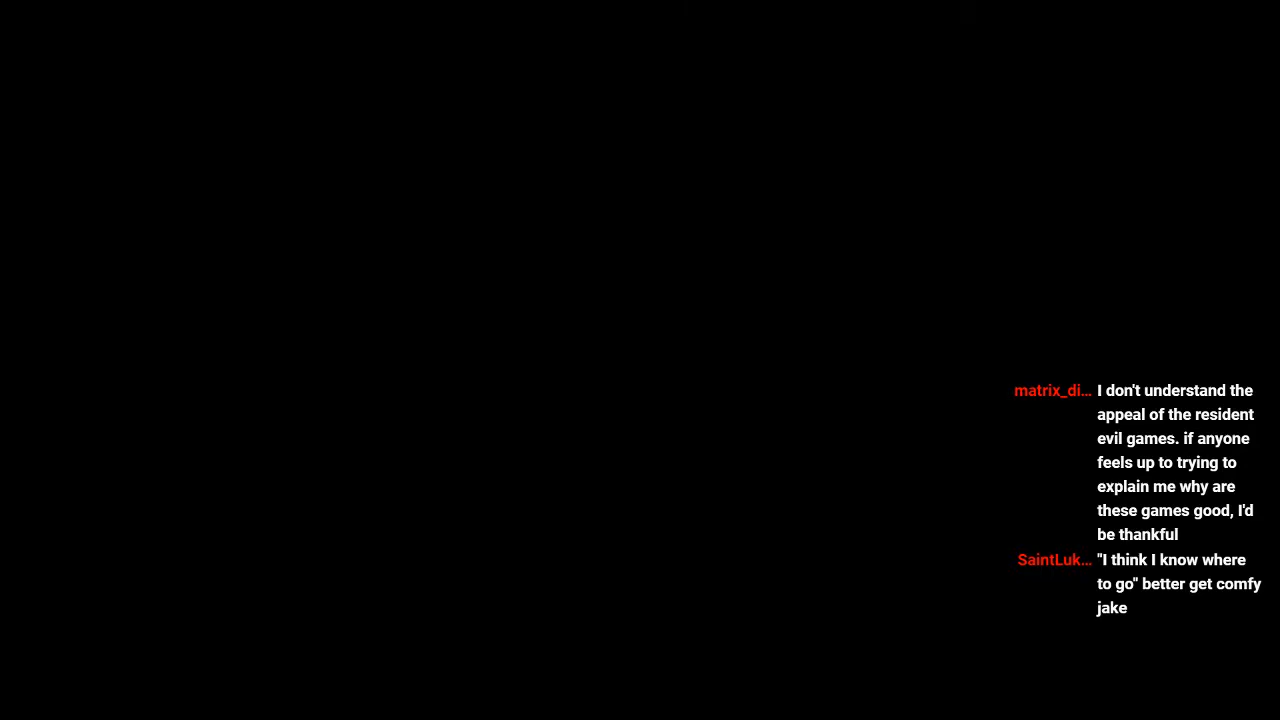 matrix_di... I don't understand the
appeal of the resident
evil games. if anyone
feels up to trying to
explain me why are
these games good, I'd
be thankful
SaintLuk... "I think I know where
to go" better get comfy
jake